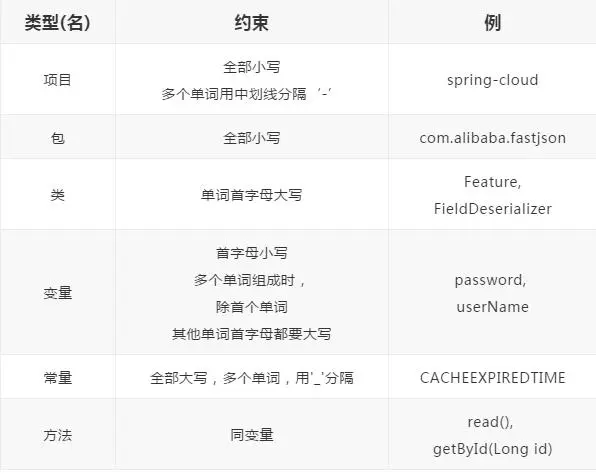 类型(名) 约束 例
项目 全部小写
多个单词用中划线分隔‘-’ spring-cloud
包 全部小写 com.alibaba.fastjson
类 单词首字母大写 Feature,
FieldDeserializer
变量 首字母小写
多个单词组成时，
除首个单词
其他单词首字母都要大写 password,
userName
常量 全部大写，多个单词，用'_'分隔 CACHEEXPIREDTIME
方法 同变量 read(),
getById(Long id)